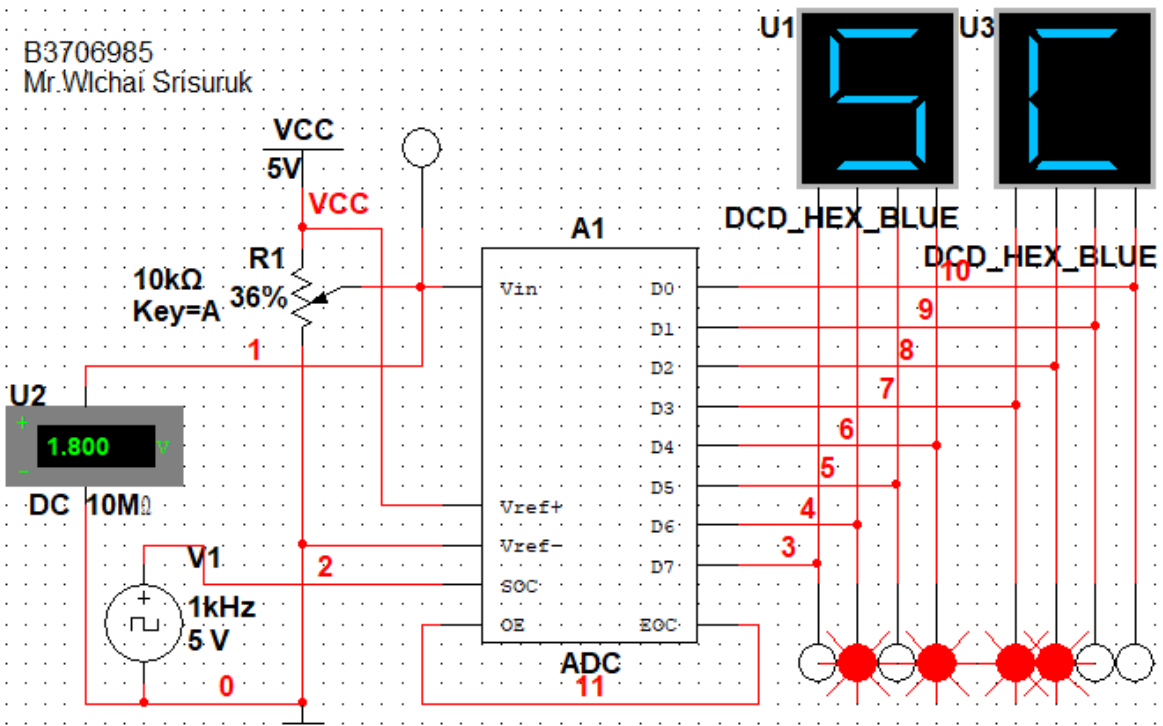 U1
U3
B3706985
Mr.WIchai Srisuruk
VCC
5V
VCC
DCD_HEX_BLUE
A1
R1
DCD_HEX_BLUE
10kΩ
36%
Key=A
Vin
D0
10
D1
9
1
D2
8
U2
D3
7
+
1.800
V
D4
6
-
D5
5
DC 10MΩ
Vref+
D6
4
Vref-
D7
3
V1
2
SOC
+
1kHz
OE
EOC
5 V
ADC
0
11